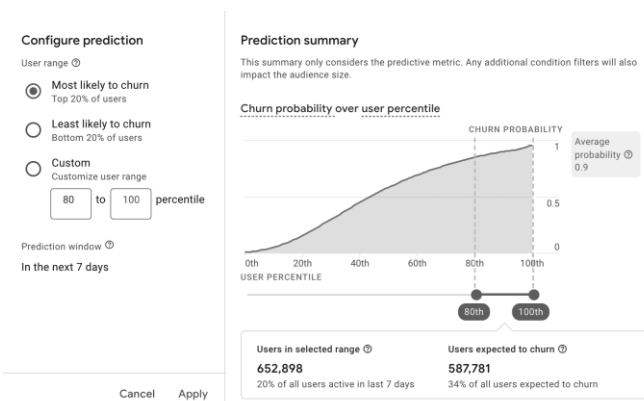 Configure prediction
User range
Most likely to churn
Top 20% of users
Least likely to churn
Bottom 20% of users
Custom
Customize user range
80 to 100 percentile
Prediction window
In the next 7 days
Cancel Apply
Prediction summary
This summary only considers the predictive metric. Any additional condition filters will also
impact the audience size.
Churn probability over user percentile
CHURN PROBABILITY
1
0.5
0
Average
probability
0.9
0th 20th 40th 60th 80th 100th
USER PERCENTILE
80th 100th
Users in selected range
652,898
20% of all users active in last 7 days
Users expected to churn
587,781
34% of all users expected to churn